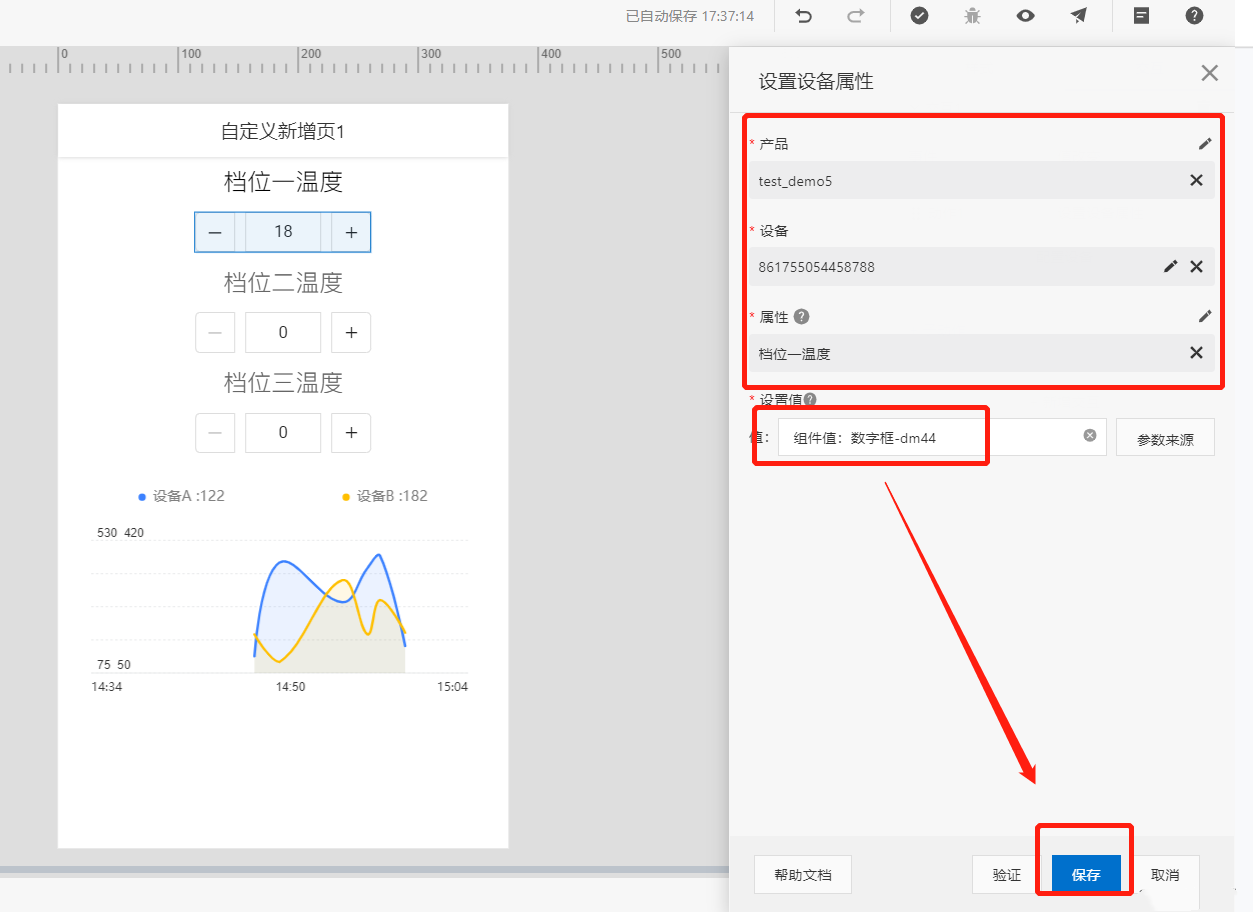 已自动保存 17:37:14
0 100 200 300 400 500
自定义新增页1
档位一温度
18
档位二温度
0
档位三温度
0
设备A :122 设备B :182
530 420
75 50
14:34 14:50 15:04
设置设备属性
* 产品
test_demo5
* 设备
861755054458788
* 属性
档位一温度
* 设置值
值: 组件值：数字框-dm44 参数来源
帮助文档 验证 保存 取消